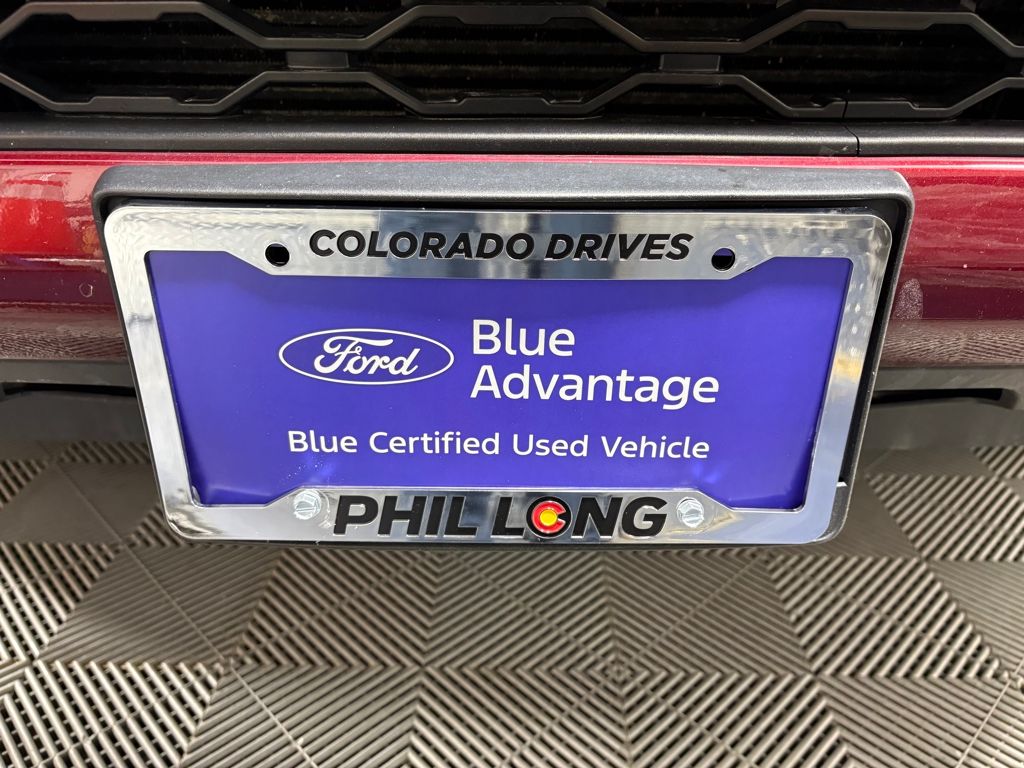 COLORADO DRIVES
Ford
Blue
Advantage
Blue Certified Used Vehicle
PHIL LONG